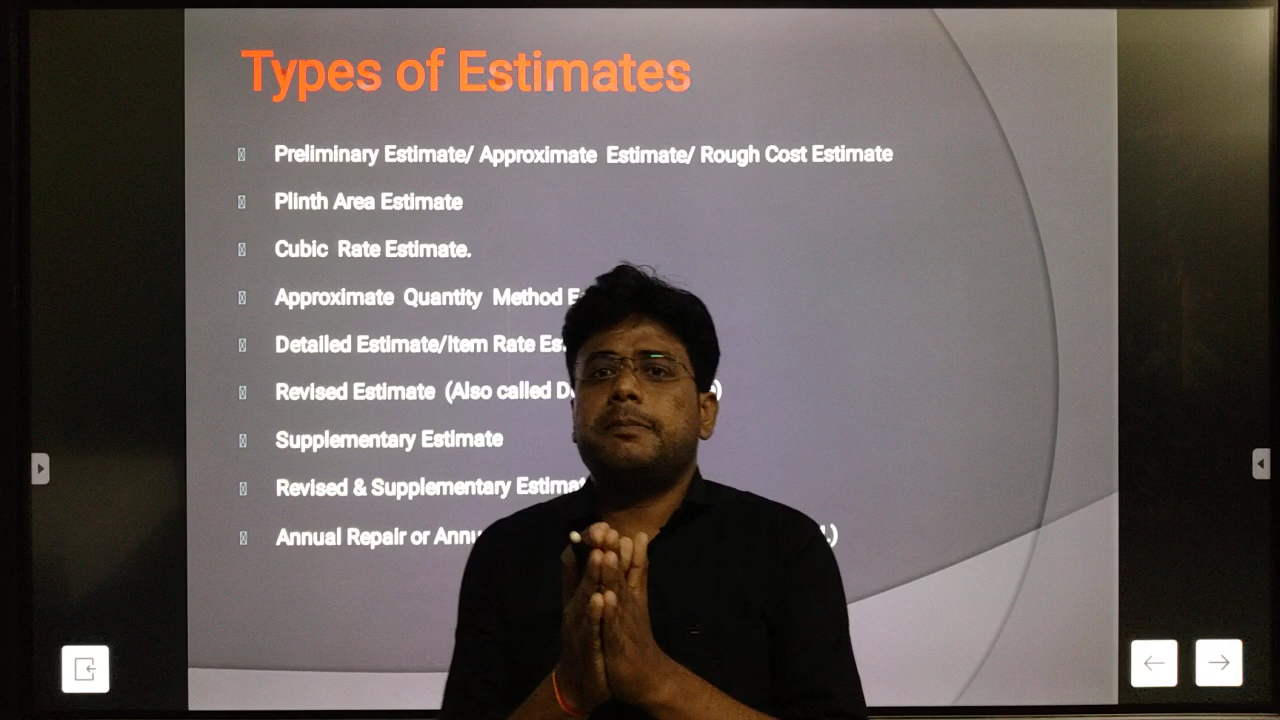 Types of Estimates
Preliminary Estimate/ Approximate Estimate/ Rough Cost Estimate
Plinth Area Estimate
Cubic Rate Estimate.
Approximate Quantity Method
Detailed Estimate/Item Rate
Revised Estimate (Also called
Supplementary Estimate
Revised & Supplementary
Annual Repair or